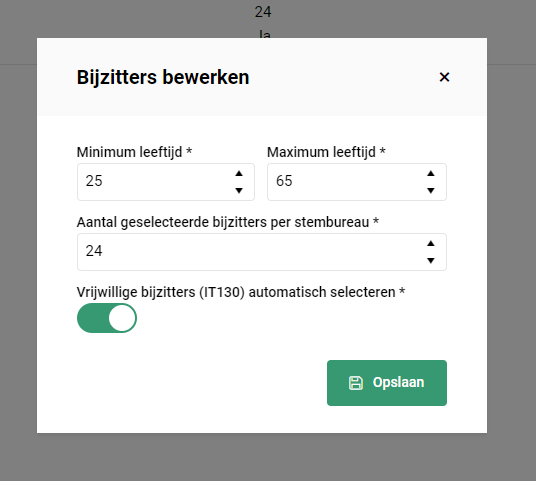 24
Ja
Bijzitters bewerken
Minimum leeftijd * Maximum leeftijd *
25 65
Aantal geselecteerde bijzitters per stembureau *
24
Vrijwillige bijzitters (IT130) automatisch selecteren *
Opslaan